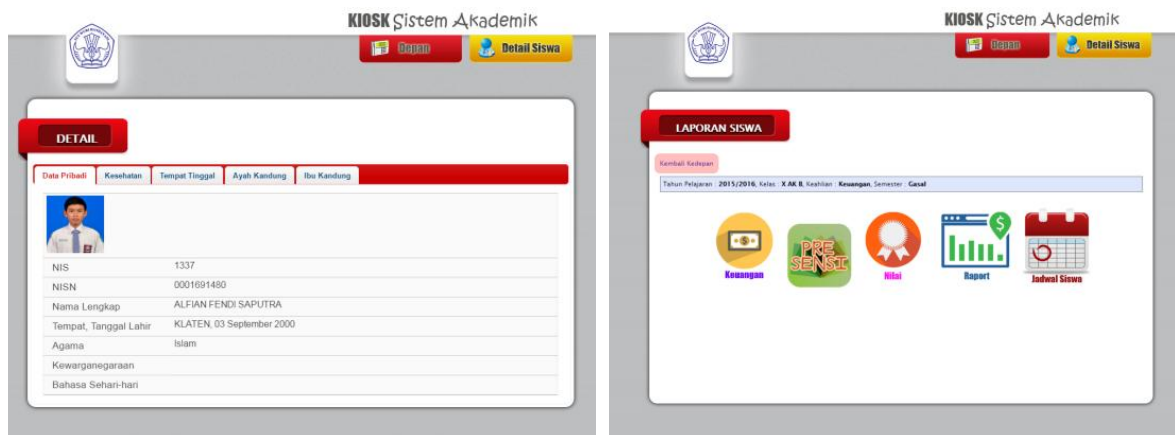 KIOSK Sistem Akademik
Depan
Detail Siswa
DETAIL
Data Pribadi
Kesehatan
Tempat Tinggal
Ayah Kandung
Ibu Kandung
NIS 1337
NISN 0001691480
Nama Lengkap ALFIAN FENDI SAPUTRA
Tempat, Tanggal Lahir KLATEN, 03 September 2000
Agama Islam
Kewarganegaraan
Bahasa Sehari-hari
KIOSK Sistem Akademik
Depan
Detail Siswa
LAPORAN SISWA
Kembali Kedepan
Tahun Pelajaran : 2015/2016, Kelas : X AK B, Keahlian : Keuangan, Semester : Gasal
Keuangan
PRE
SENSI
Nilai
Raport
Jadwal Siswa